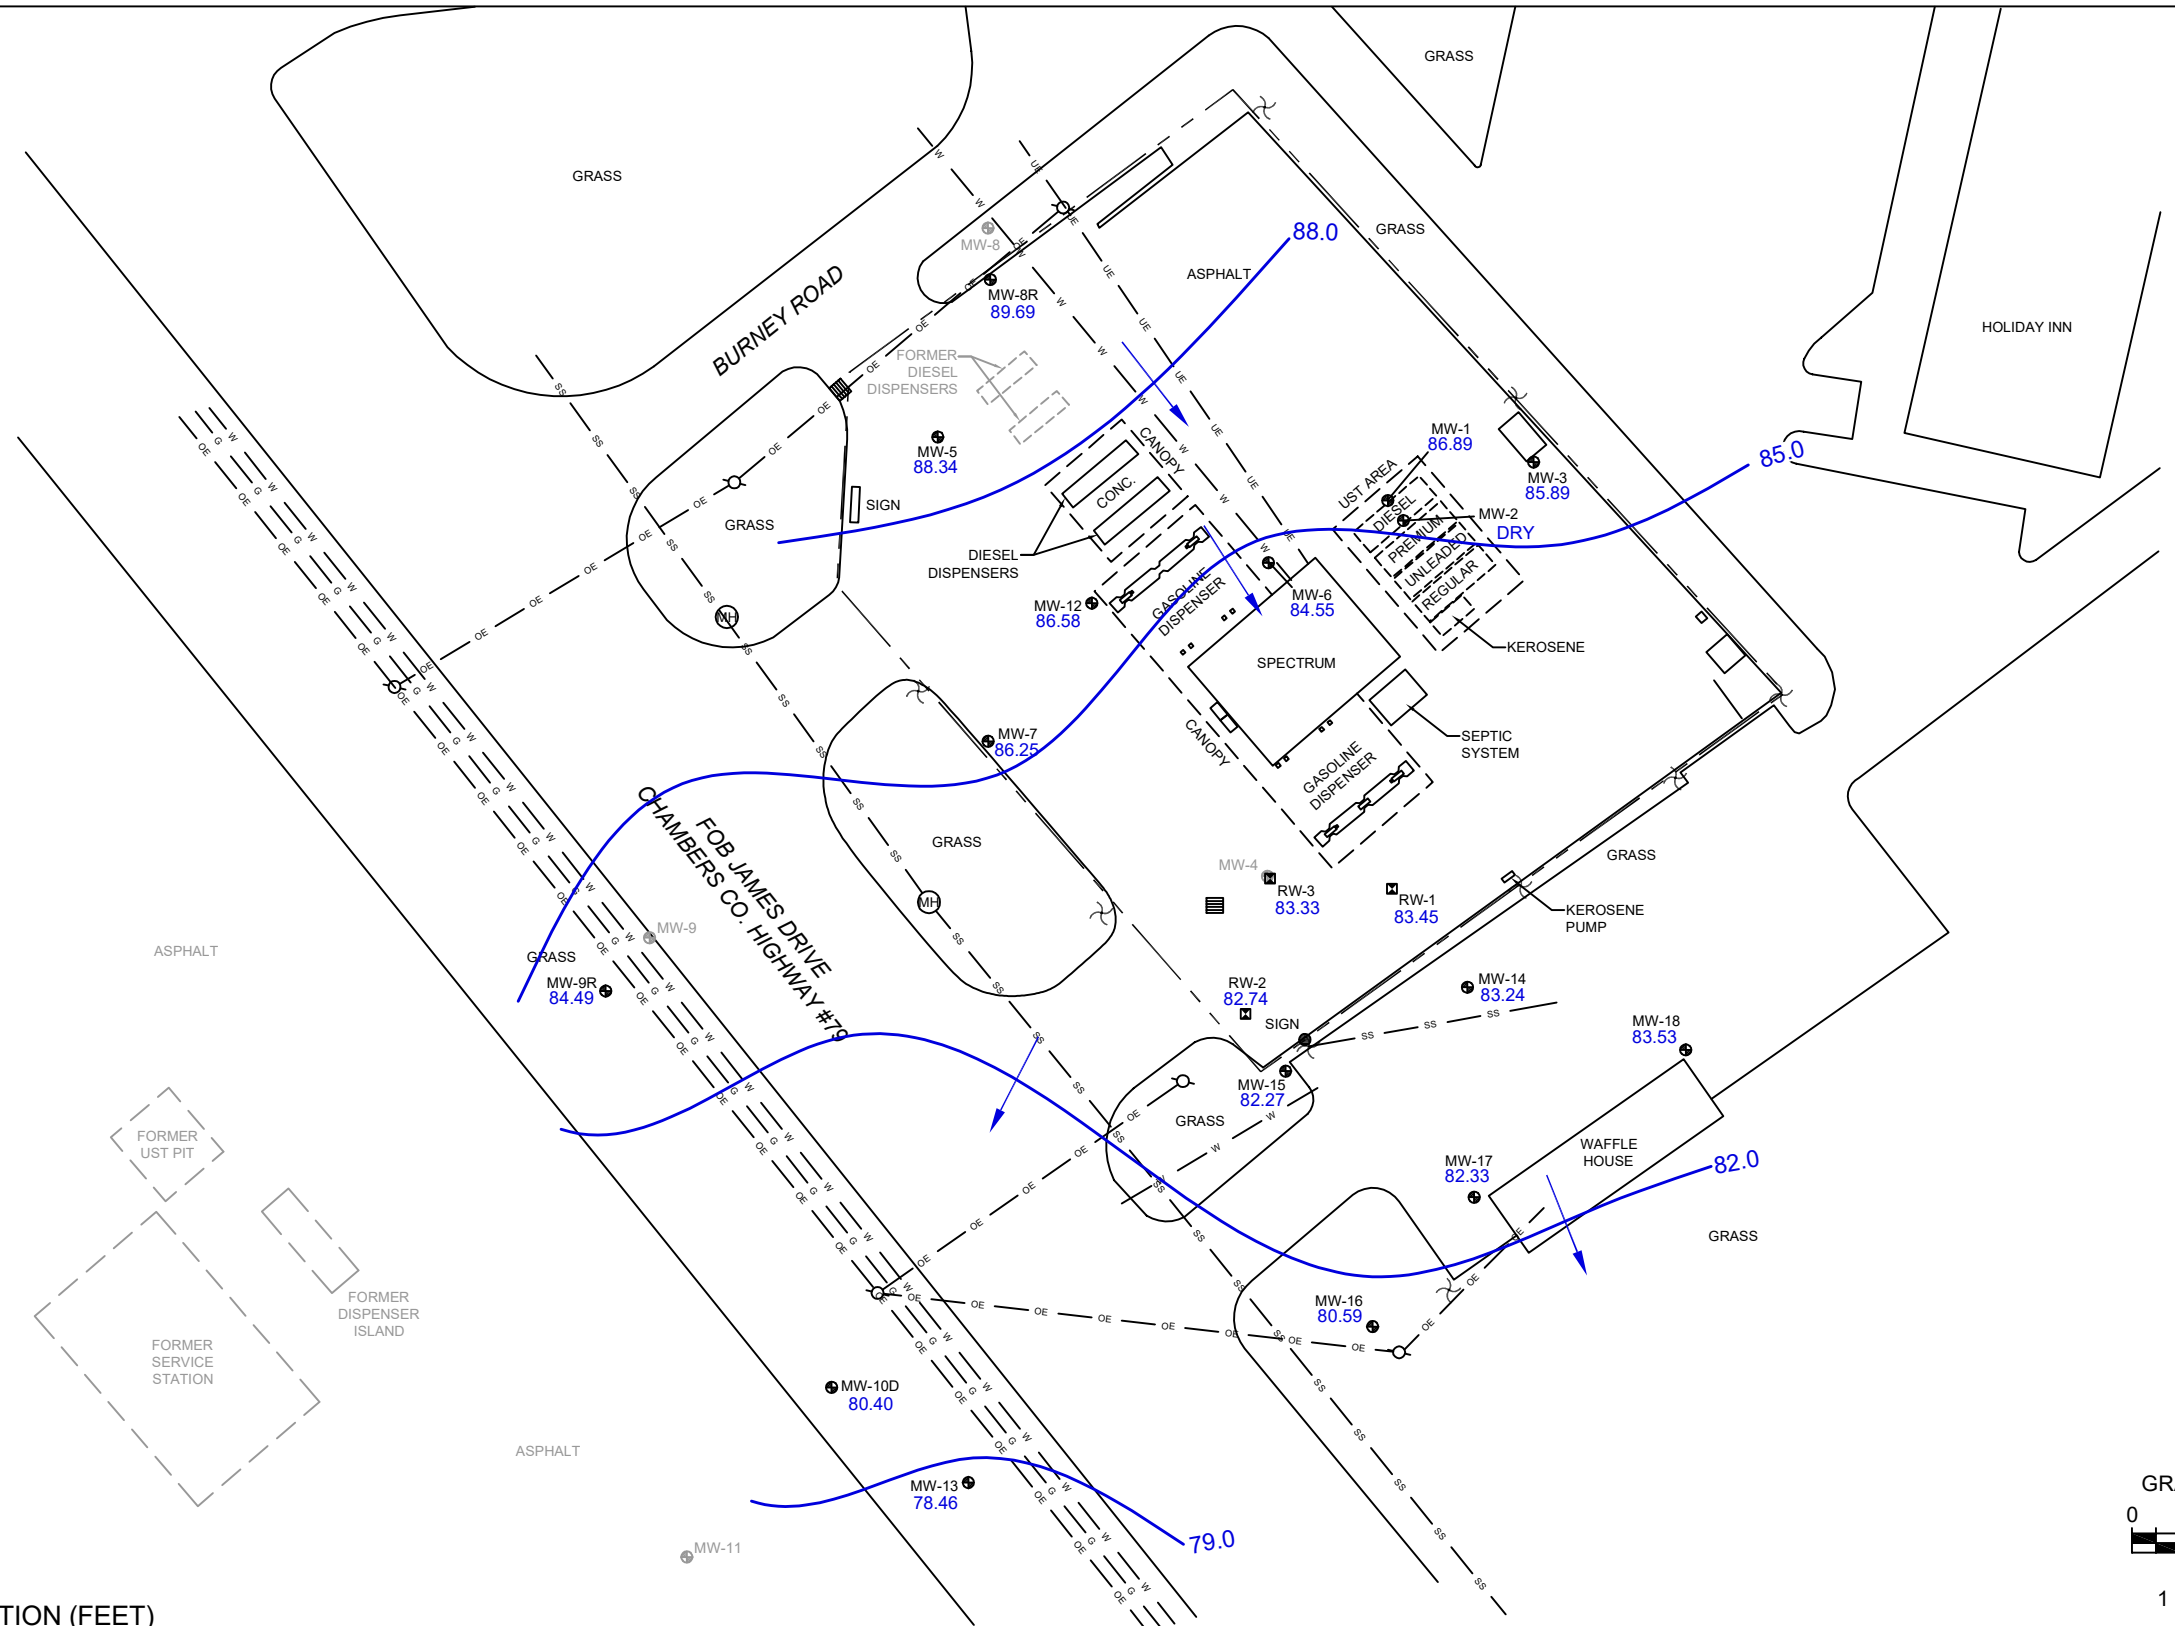 GRASS
GRASS
GRASS
MW-8
88.0
ASPHALT
BURNEY ROAD
MW-8R
89.69
HOLIDAY INN
FORMER
DIESEL
DISPENSERS
MW-5
88.34
CANOPY
CONC.
UST AREA
MW-1
86.89
85.0
MW-3
85.89
DIESEL
PREMIUM
UNLEADED
REGULAR
MW-2
DRY
SIGN
GRASS
DIESEL
DISPENSERS
GASOLINE
DISPENSER
MW-12
86.58
MW-6
84.55
MH
SPECTRUM
KEROSENE
MW-7
86.25
CANOPY
SEPTIC
SYSTEM
GASOLINE
DISPENSER
FOB JAMES DRIVE
CHAMBERS CO. HIGHWAY #79
GRASS
GRASS
MH
MW-4
RW-3
83.33
RW-1
83.45
KEROSENE
PUMP
MW-9
ASPHALT
GRASS
MW-9R
84.49
RW-2
82.74
MW-14
83.24
SIGN
MW-18
83.53
MW-15
82.27
GRASS
FORMER
UST PIT
WAFFLE
HOUSE
MW-17
82.33
82.0
GRASS
FORMER
DISPENSER
ISLAND
MW-16
80.59
FORMER
SERVICE
STATION
MW-10D
80.40
ASPHALT
MW-13
78.46
79.0
MW-11
GRA
0
1
TION (FEET)